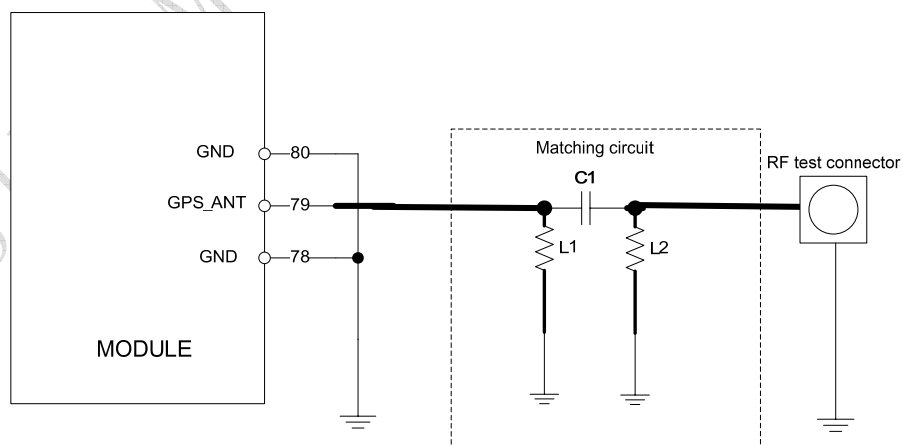 Matching circuit
RF test connector
GND 80
C1
GPS_ANT 79
L1
L2
GND 78
MODULE